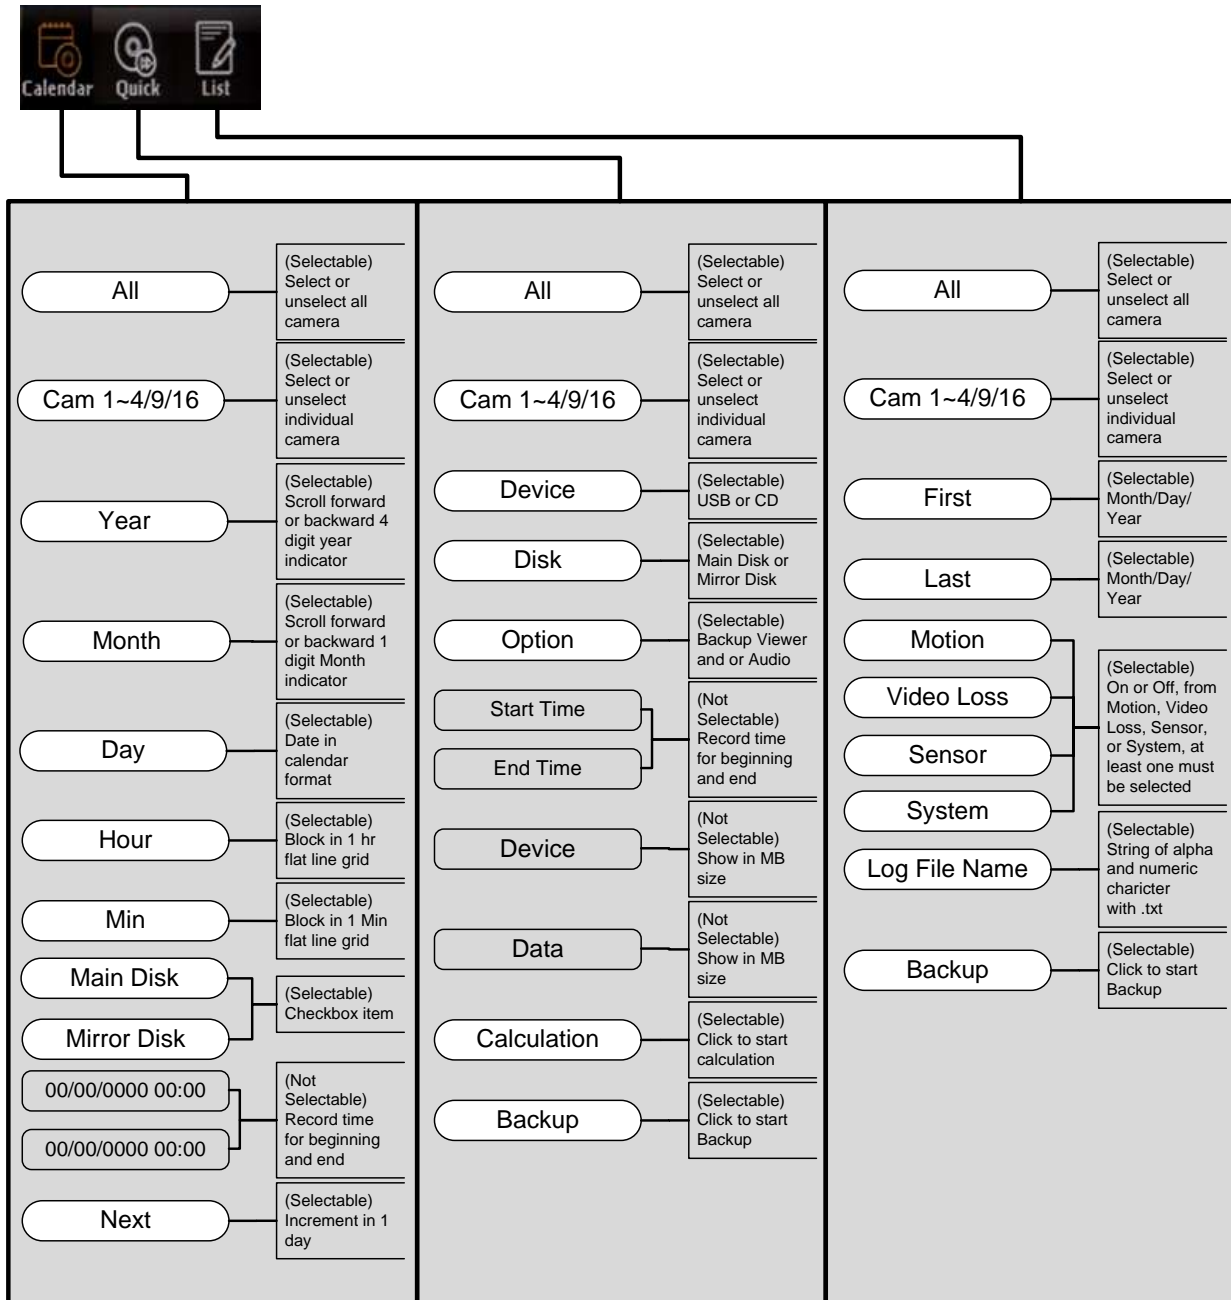 Calendar
Quick
List
All
(Selectable)
Select or
unselect all
camera
Cam 1~4/9/16
(Selectable)
Select or
unselect
individual
camera
Year
(Selectable)
Scroll forward
or backward 4
digit year
indicator
Month
(Selectable)
Scroll forward
or backward 1
digit Month
indicator
Day
(Selectable)
Date in
calendar
format
Hour
(Selectable)
Block in 1 hr
flat line grid
Min
(Selectable)
Block in 1 Min
flat line grid
Main Disk
Mirror Disk
(Selectable)
Checkbox item
00/00/0000 00:00
00/00/0000 00:00
(Not
Selectable)
Record time
for beginning
and end
Next
(Selectable)
Increment in 1
day
All
(Selectable)
Select or
unselect all
camera
Cam 1~4/9/16
(Selectable)
Select or
unselect
individual
camera
Device
(Selectable)
USB or CD
Disk
(Selectable)
Main Disk or
Mirror Disk
Option
(Selectable)
Backup Viewer
and or Audio
Start Time
End Time
(Not
Selectable)
Record time
for beginning
and end
Device
(Not
Selectable)
Show in MB
size
Data
(Not
Selectable)
Show in MB
size
Calculation
(Selectable)
Click to start
calculation
Backup
(Selectable)
Click to start
Backup
All
(Selectable)
Select or
unselect all
camera
Cam 1~4/9/16
(Selectable)
Select or
unselect
individual
camera
First
(Selectable)
Month/Day/
Year
Last
(Selectable)
Month/Day/
Year
Motion
Video Loss
Sensor
System
(Selectable)
On or Off, from
Motion, Video
Loss, Sensor,
or System, at
least one must
be selected
Log File Name
(Selectable)
String of alpha
and numeric
charicter
with .txt
Backup
(Selectable)
Click to start
Backup